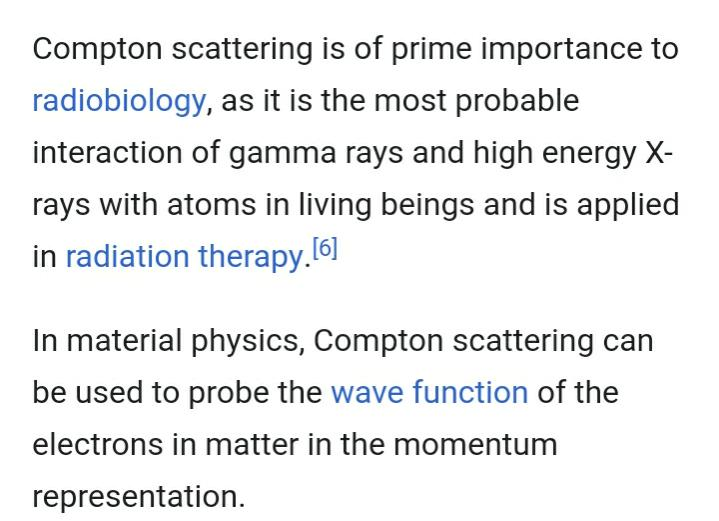 Compton scattering is of prime importance to
radiobiology, as it is the most probable
interaction of gamma rays and high energy X-
rays with atoms in living beings and is applied
in radiation therapy.[6]
In material physics, Compton scattering can
be used to probe the wave function of the
electrons in matter in the momentum
representation.